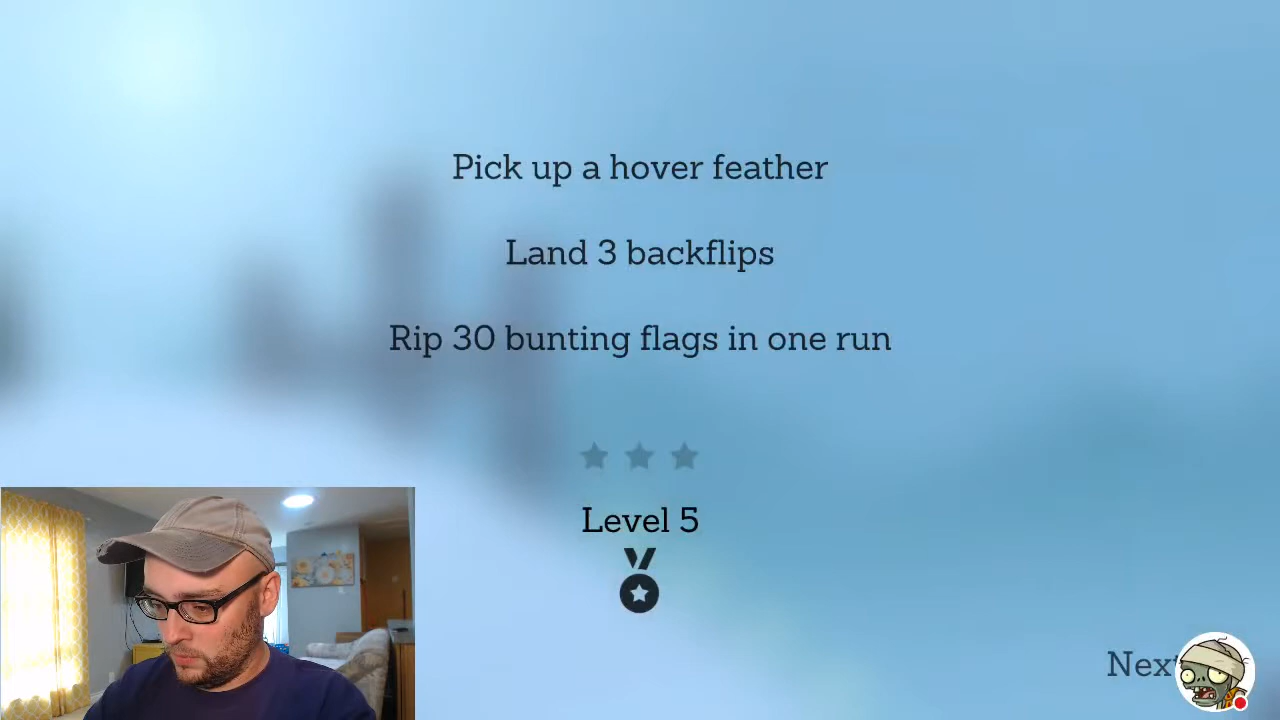 Pick up a hover feather
Land 3 backflips
Rip 30 bunting flags in one run
Level 5
Next